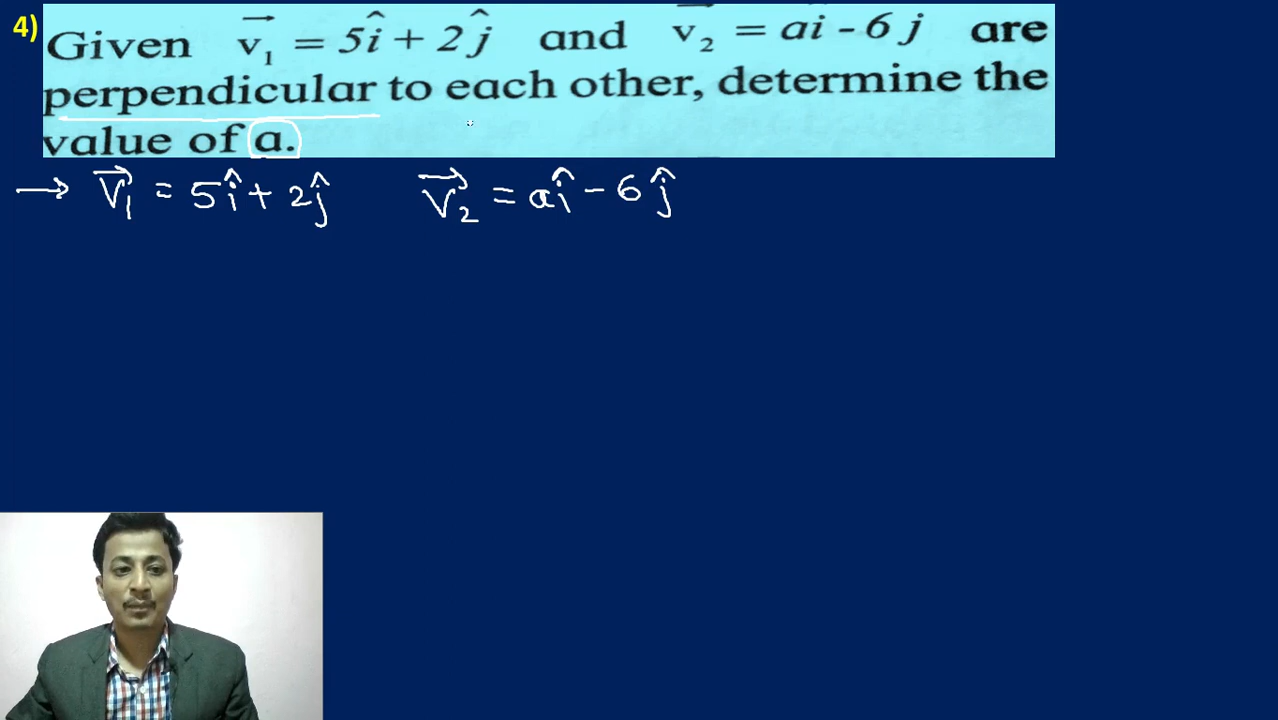 4) Given v₁ = 5î + 2ĵ and v₂ = ai - 6 j are
perpendicular to each other, determine the
value of a.
→ V₁ = 5î + 2ĵ V₂ = aî - 6ĵ